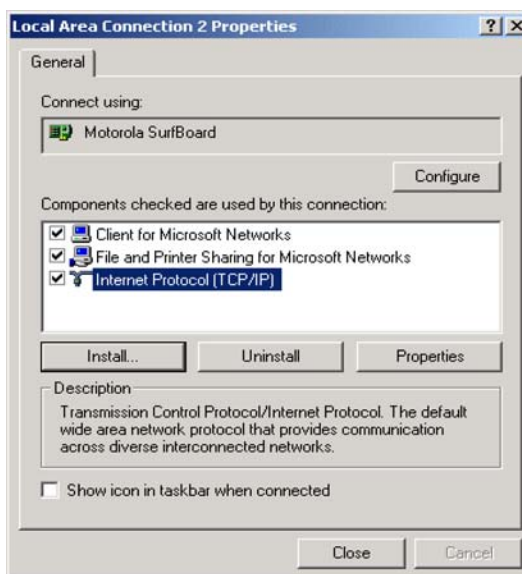 Local Area Connection 2 Properties
General
Connect using:
Motorola SurfBoard
Configure
Components checked are used by this connection:
Client for Microsoft Networks
File and Printer Sharing for Microsoft Networks
Internet Protocol (TCP/IP)
Install... Uninstall Properties
Description
Transmission Control Protocol/Internet Protocol. The default
wide area network protocol that provides communication
across diverse interconnected networks.
Show icon in taskbar when connected
Close Cancel